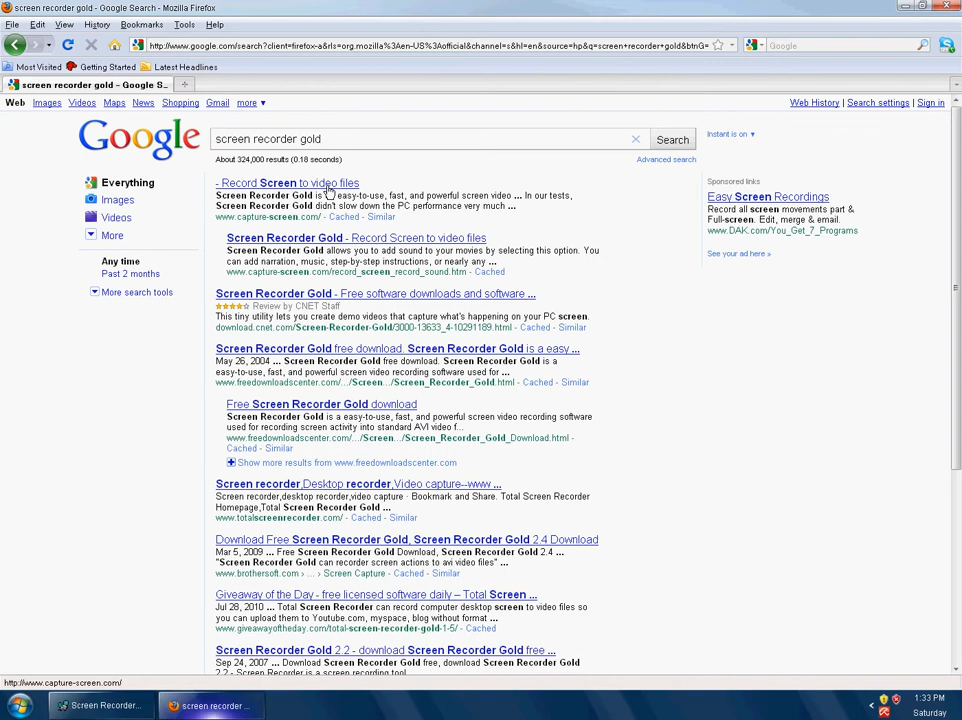 screen recorder gold - Google Search - Mozilla Firefox
File Edit View History Bookmarks Tools Help
http://www.google.com/search?client=firefox-a&rls=org.mozilla%3Aen-US%3Aofficial&channel=s&hl=en&source=hp&q=screen+recorder+gold&btnG=
Google
Most Visited Getting Started Latest Headlines
screen recorder gold - Google S...
Web Images Videos Maps News Shopping Gmail more ▼
Web History | Search settings | Sign in
Google
screen recorder gold
Search
Instant is on ▼
About 324,000 results (0.18 seconds)
Advanced search
Everything
Images
Videos
More
Any time
Past 2 months
More search tools
- Record Screen to video files
Screen Recorder Gold is easy-to-use, fast, and powerful screen video ... In our tests,
Screen Recorder Gold didn't slow down the PC performance very much ...
www.capture-screen.com/ - Cached - Similar
Screen Recorder Gold - Record Screen to video files
Screen Recorder Gold allows you to add sound to your movies by selecting this option. You
can add narration, music, step-by-step instructions, or nearly any ...
www.capture-screen.com/record_screen_record_sound.htm - Cached
Screen Recorder Gold - Free software downloads and software ...
Review by CNET Staff
This tiny utility lets you create demo videos that capture what's happening on your PC screen.
download.cnet.com/Screen-Recorder-Gold/3000-13633_4-10291189.html - Cached - Similar
Screen Recorder Gold free download. Screen Recorder Gold is a easy ...
May 26, 2004 ... Screen Recorder Gold free download. Screen Recorder Gold is a
easy-to-use, fast, and powerful screen video recording software used for ...
www.freedownloadscenter.com/.../Screen.../Screen_Recorder_Gold.html - Cached - Similar
Free Screen Recorder Gold download
Screen Recorder Gold is a easy-to-use, fast, and powerful screen video recording software
used for recording screen activity into standard AVI video f...
www.freedownloadscenter.com/.../Screen.../Screen_Recorder_Gold_Download.html -
Cached - Similar
Show more results from www.freedownloadscenter.com
Screen recorder,Desktop recorder,Video capture--www ...
Screen recorder,desktop recorder,video capture · Bookmark and Share. Total Screen Recorder
Homepage,Total Screen Recorder Gold ...
www.totalscreenrecorder.com/ - Cached - Similar
Download Free Screen Recorder Gold, Screen Recorder Gold 2.4 Download
Mar 5, 2009 ... Free Screen Recorder Gold Download, Screen Recorder Gold 2.4 ...
"Screen Recorder Gold can recorder screen actions to avi video files" ...
www.brothersoft.com › ... › Screen Capture - Cached - Similar
Giveaway of the Day - free licensed software daily – Total Screen ...
Jul 28, 2010 ... Total Screen Recorder can record computer desktop screen to video files so
you can upload them to Youtube.com, myspace, blog without format ...
www.giveawayoftheday.com/total-screen-recorder-gold-1-5/ - Cached
Screen Recorder Gold 2.2 - download Screen Recorder Gold free ...
Sep 24, 2007 ... Download Screen Recorder Gold free, download Screen Recorder Gold
2.2 - Screen Recorder Gold is a screen recording tool
Sponsored links
Easy Screen Recordings
Record all screen movements part &
Full-screen. Edit, merge & email.
www.DAK.com/You_Get_7_Programs
See your ad here »
http://www.capture-screen.com/
Screen Recorder...
screen recorder ...
1:33 PM
Saturday